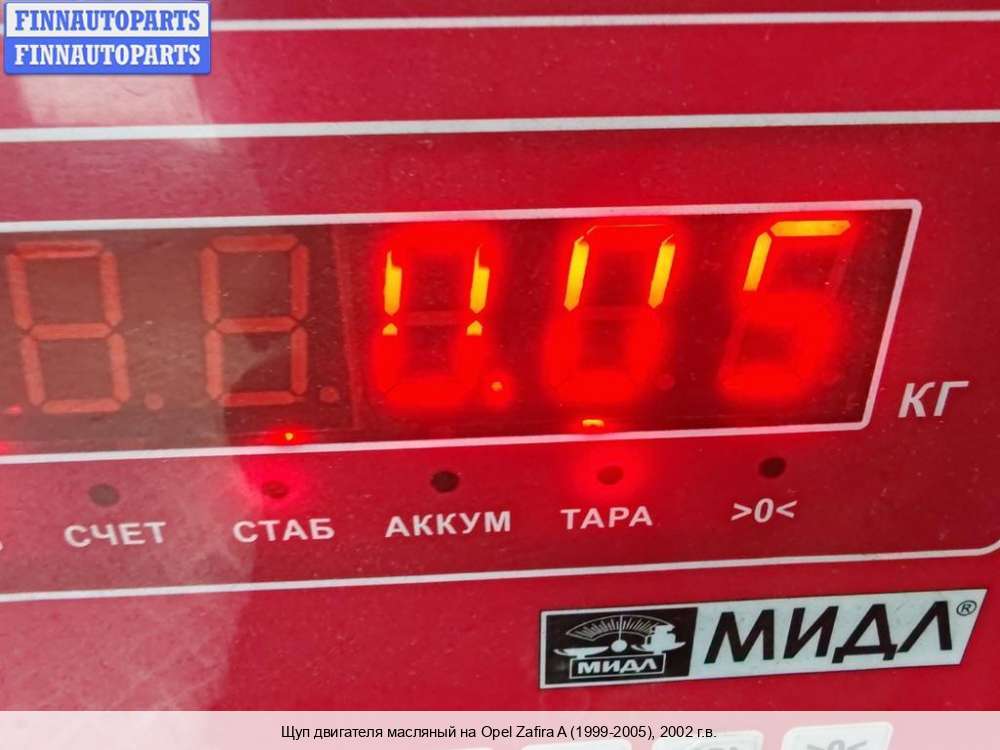 FINNAUTOPARTS
FINNAUTOPARTS
0.05
КГ
СЧЕТ СТАБ АККУМ ТАРА >0<
МИДЛ МИДЛ®
Щуп двигателя масляный на Opel Zafira A (1999-2005), 2002 г.в.